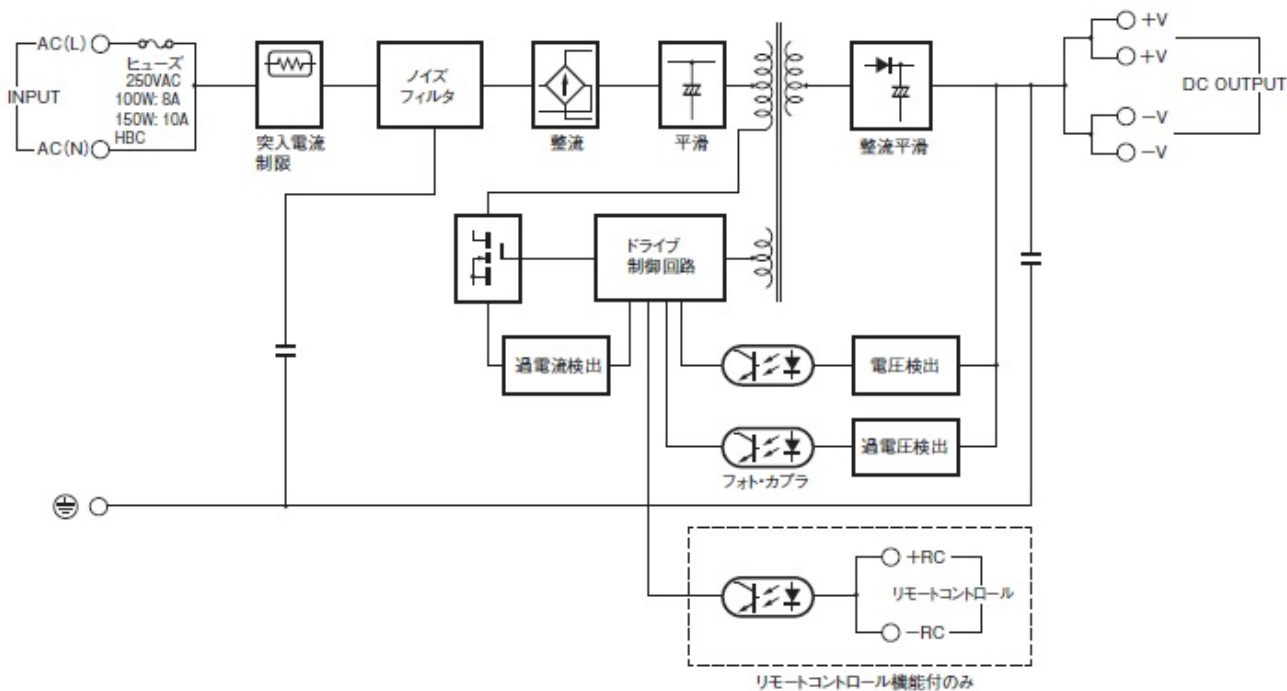 AC(L)
ヒューズ
250VAC
100W: 8A
150W: 10A
HBC
INPUT
AC(N)
突入電流
制限
ノイズ
フィルタ
整流
平滑
整流平滑
+V
+V
DC OUTPUT
−V
−V
ドライブ
制御回路
過電流検出
電圧検出
過電圧検出
フォト・カプラ
+RC
リモートコントロール
−RC
リモートコントロール機能付のみ